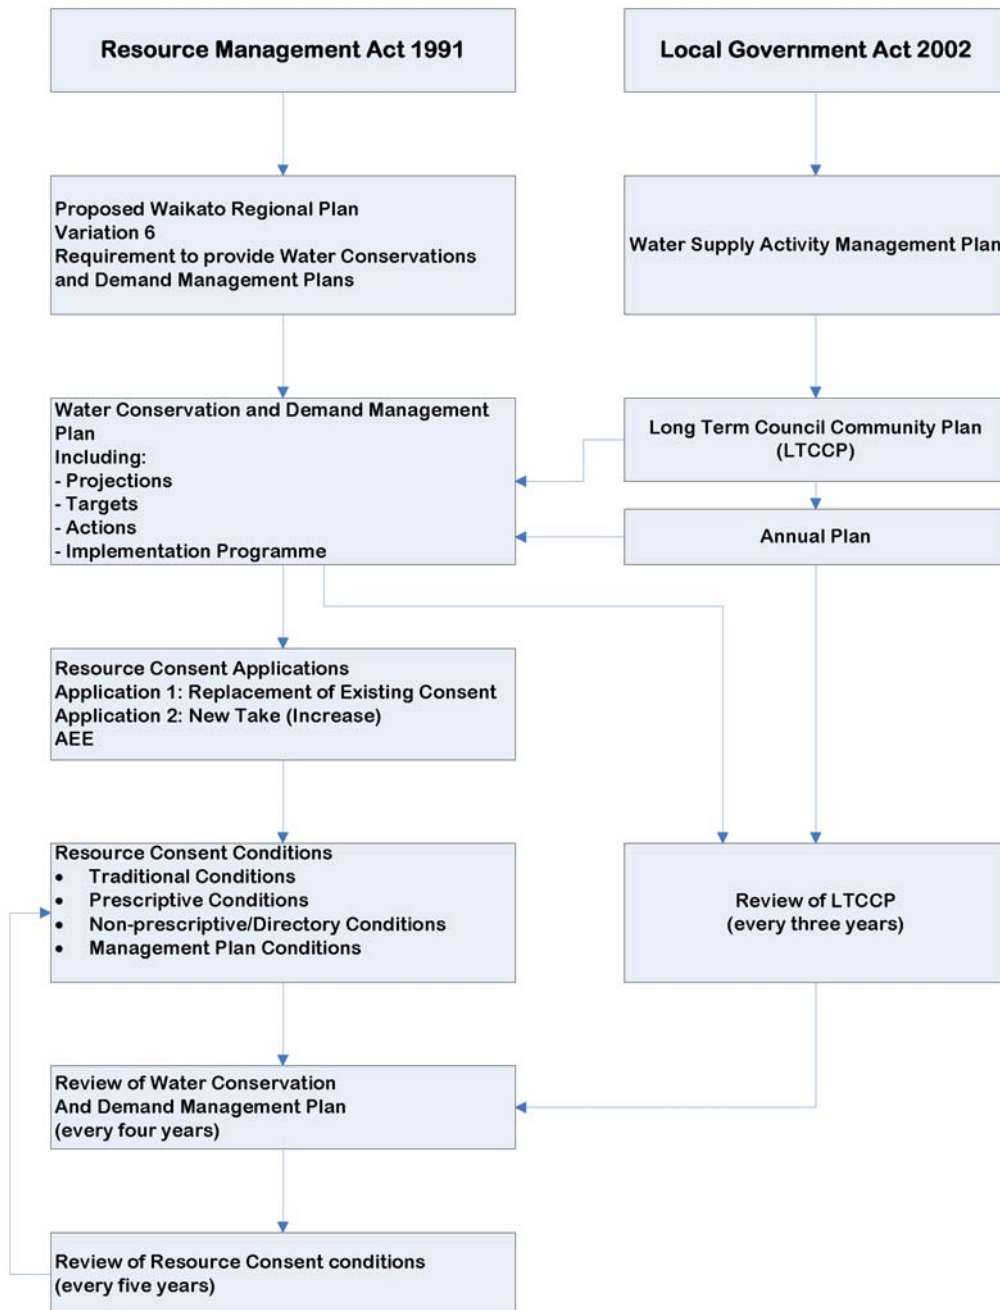 Resource Management Act 1991
Local Government Act 2002
Proposed Waikato Regional Plan
Variation 6
Requirement to provide Water Conservations
and Demand Management Plans
Water Supply Activity Management Plan
Water Conservation and Demand Management
Plan
Including:
- Projections
- Targets
- Actions
- Implementation Programme
Long Term Council Community Plan
(LTCCP)
Annual Plan
Resource Consent Applications
Application 1: Replacement of Existing Consent
Application 2: New Take (Increase)
AEE
Resource Consent Conditions
• Traditional Conditions
• Prescriptive Conditions
• Non-prescriptive/Directory Conditions
• Management Plan Conditions
Review of LTCCP
(every three years)
Review of Water Conservation
And Demand Management Plan
(every four years)
Review of Resource Consent conditions
(every five years)